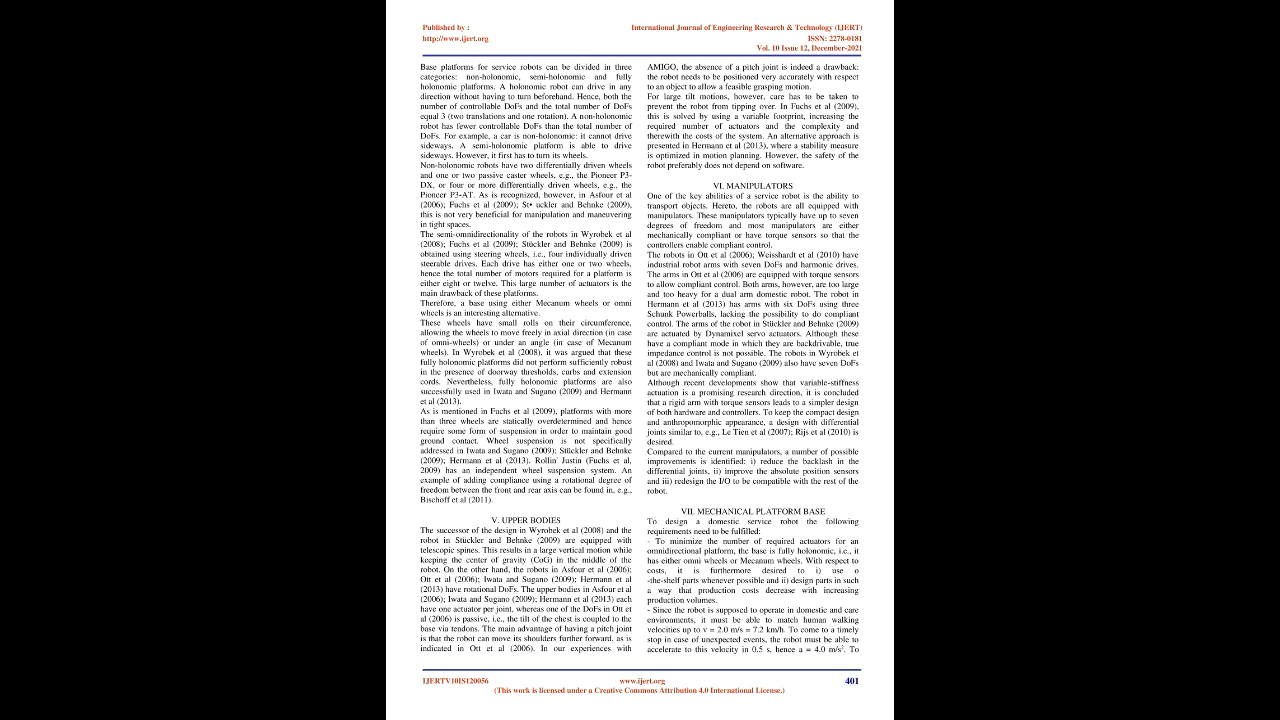 Published by :
http://www.ijert.org
International Journal of Engineering Research & Technology (IJERT)
ISSN: 2278-0181
Vol. 10 Issue 12, December-2021
Base platforms for service robots can be divided in three
categories: non-holonomic, semi-holonomic and fully
holonomic platforms. A holonomic robot can drive in any
direction without having to turn beforehand. Hence, both the
number of controllable DoFs and the total number of DoFs
equal 3 (two translations and one rotation). A non-holonomic
robot has fewer controllable DoFs than the total number of
DoFs. For example, a car is non-holonomic: it cannot drive
sideways. A semi-holonomic platform is able to drive
sideways. However, it first has to turn its wheels.
Non-holonomic robots have two differentially driven wheels
and one or two passive caster wheels, e.g., the Pioneer P3-
DX, or four or more differentially driven wheels, e.g., the
Pioneer P3-AT. As is recognized, however, in Asfour et al
(2006); Fuchs et al (2009); St• uckler and Behnke (2009),
this is not very beneficial for manipulation and maneuvering
in tight spaces.
The semi-omnidirectionality of the robots in Wyrobek et al
(2008); Fuchs et al (2009); Stückler and Behnke (2009) is
obtained using steering wheels, i.e., four individually driven
steerable drives. Each drive has either one or two wheels,
hence the total number of motors required for a platform is
either eight or twelve. This large number of actuators is the
main drawback of these platforms.
Therefore, a base using either Mecanum wheels or omni
wheels is an interesting alternative.
These wheels have small rolls on their circumference,
allowing the wheels to move freely in axial direction (in case
of omni-wheels) or under an angle (in case of Mecanum
wheels). In Wyrobek et al (2008), it was argued that these
fully holonomic platforms did not perform sufficiently robust
in the presence of doorway thresholds, curbs and extension
cords. Nevertheless, fully holonomic platforms are also
successfully used in Iwata and Sugano (2009) and Hermann
et al (2013).
As is mentioned in Fuchs et al (2009), platforms with more
than three wheels are statically overdetermined and hence
require some form of suspension in order to maintain good
ground contact. Wheel suspension is not specifically
addressed in Iwata and Sugano (2009); Stückler and Behnke
(2009); Hermann et al (2013). Rollin' Justin (Fuchs et al,
2009) has an independent wheel suspension system. An
example of adding compliance using a rotational degree of
freedom between the front and rear axis can be found in, e.g.,
Bischoff et al (2011).
V. UPPER BODIES
The successor of the design in Wyrobek et al (2008) and the
robot in Stückler and Behnke (2009) are equipped with
telescopic spines. This results in a large vertical motion while
keeping the center of gravity (CoG) in the middle of the
robot. On the other hand, the robots in Asfour et al (2006);
Ott et al (2006); Iwata and Sugano (2009); Hermann et al
(2013) have rotational DoFs. The upper bodies in Asfour et al
(2006); Iwata and Sugano (2009); Hermann et al (2013) each
have one actuator per joint, whereas one of the DoFs in Ott et
al (2006) is passive, i.e., the tilt of the chest is coupled to the
base via tendons. The main advantage of having a pitch joint
is that the robot can move its shoulders further forward, as is
indicated in Ott et al (2006). In our experiences with
AMIGO, the absence of a pitch joint is indeed a drawback:
the robot needs to be positioned very accurately with respect
to an object to allow a feasible grasping motion.
For large tilt motions, however, care has to be taken to
prevent the robot from tipping over. In Fuchs et al (2009),
this is solved by using a variable footprint, increasing the
required number of actuators and the complexity and
therewith the costs of the system. An alternative approach is
presented in Hermann et al (2013), where a stability measure
is optimized in motion planning. However, the safety of the
robot preferably does not depend on software.
VI. MANIPULATORS
One of the key abilities of a service robot is the ability to
transport objects. Hereto, the robots are all equipped with
manipulators. These manipulators typically have up to seven
degrees of freedom and most manipulators are either
mechanically compliant or have torque sensors so that the
controllers enable compliant control.
The robots in Ott et al (2006); Weisshardt et al (2010) have
industrial robot arms with seven DoFs and harmonic drives.
The arms in Ott et al (2006) are equipped with torque sensors
to allow compliant control. Both arms, however, are too large
and too heavy for a dual arm domestic robot. The robot in
Hermann et al (2013) has arms with six DoFs using three
Schunk Powerballs, lacking the possibility to do compliant
control. The arms of the robot in Stückler and Behnke (2009)
are actuated by Dynamixel servo actuators. Although these
have a compliant mode in which they are backdrivable, true
impedance control is not possible. The robots in Wyrobek et
al (2008) and Iwata and Sugano (2009) also have seven DoFs
but are mechanically compliant.
Although recent developments show that variable-stiffness
actuation is a promising research direction, it is concluded
that a rigid arm with torque sensors leads to a simpler design
of both hardware and controllers. To keep the compact design
and anthropomorphic appearance, a design with differential
joints similar to, e.g., Le Tien et al (2007); Rijs et al (2010) is
desired.
Compared to the current manipulators, a number of possible
improvements is identified: i) reduce the backlash in the
differential joints, ii) improve the absolute position sensors
and iii) redesign the I/O to be compatible with the rest of the
robot.
VII. MECHANICAL PLATFORM BASE
To design a domestic service robot the following
requirements need to be fulfilled:
- To minimize the number of required actuators for an
omnidirectional platform, the base is fully holonomic, i.e., it
has either omni wheels or Mecanum wheels. With respect to
costs, it is furthermore desired to i) use o
-the-shelf parts whenever possible and ii) design parts in such
a way that production costs decrease with increasing
production volumes.
- Since the robot is supposed to operate in domestic and care
environments, it must be able to match human walking
velocities up to v = 2.0 m/s = 7.2 km/h. To come to a timely
stop in case of unexpected events, the robot must be able to
accelerate to this velocity in 0.5 s, hence a = 4.0 m/s². To
IJERTV10IS120056
www.ijert.org
401
(This work is licensed under a Creative Commons Attribution 4.0 International License.)